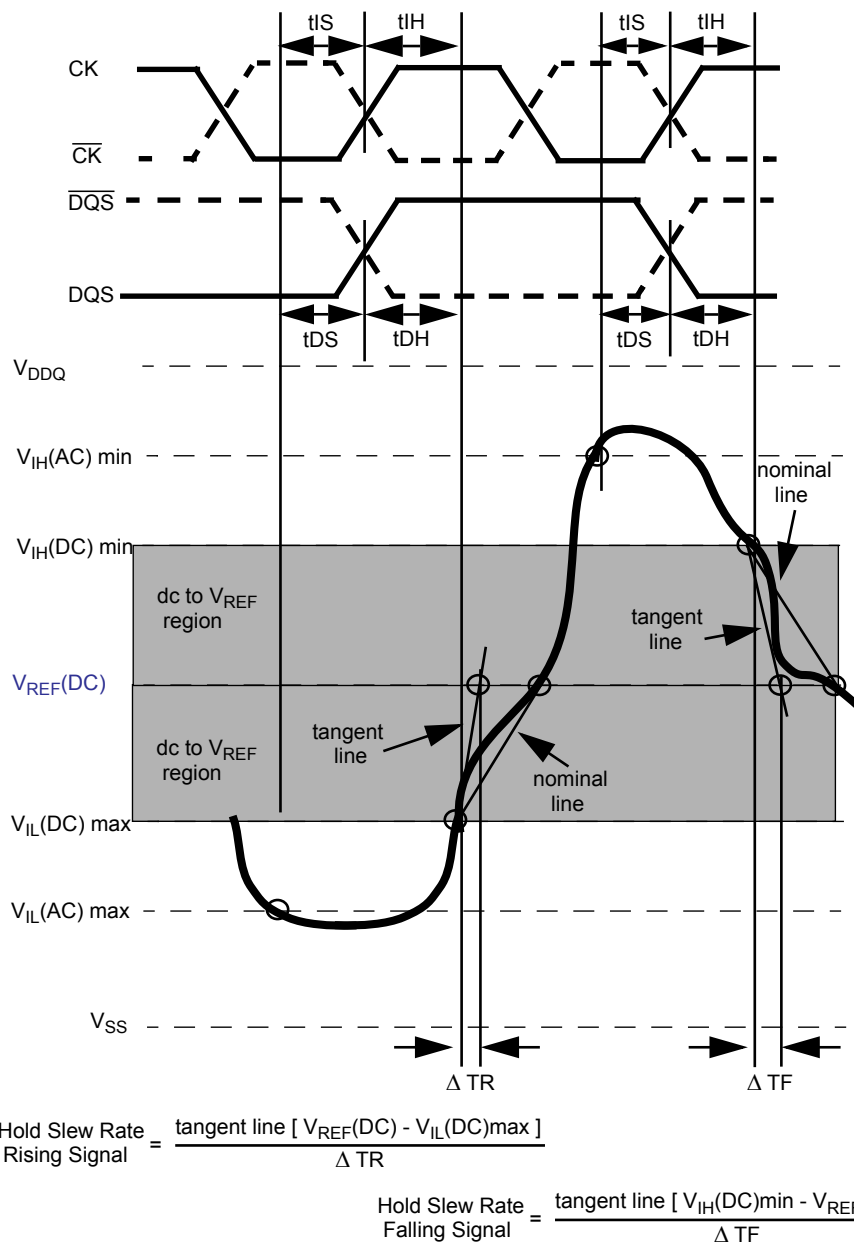 tIS tIH tIS tIH
CK
CK
DQS
DQS
tDS tDH tDS tDH
VDDQ
VIH(AC) min
nominal
line
VIH(DC) min
dc to VREF
region
tangent
line
VREF(DC)
tangent
line
dc to VREF
region
nominal
line
VIL(DC) max
VIL(AC) max
VSS
Δ TR Δ TF
Hold Slew Rate
Rising Signal = tangent line [ VREF(DC) - VIL(DC)max ]
Δ TR
Hold Slew Rate
Falling Signal = tangent line [ VIH(DC)min - VREF
Δ TF